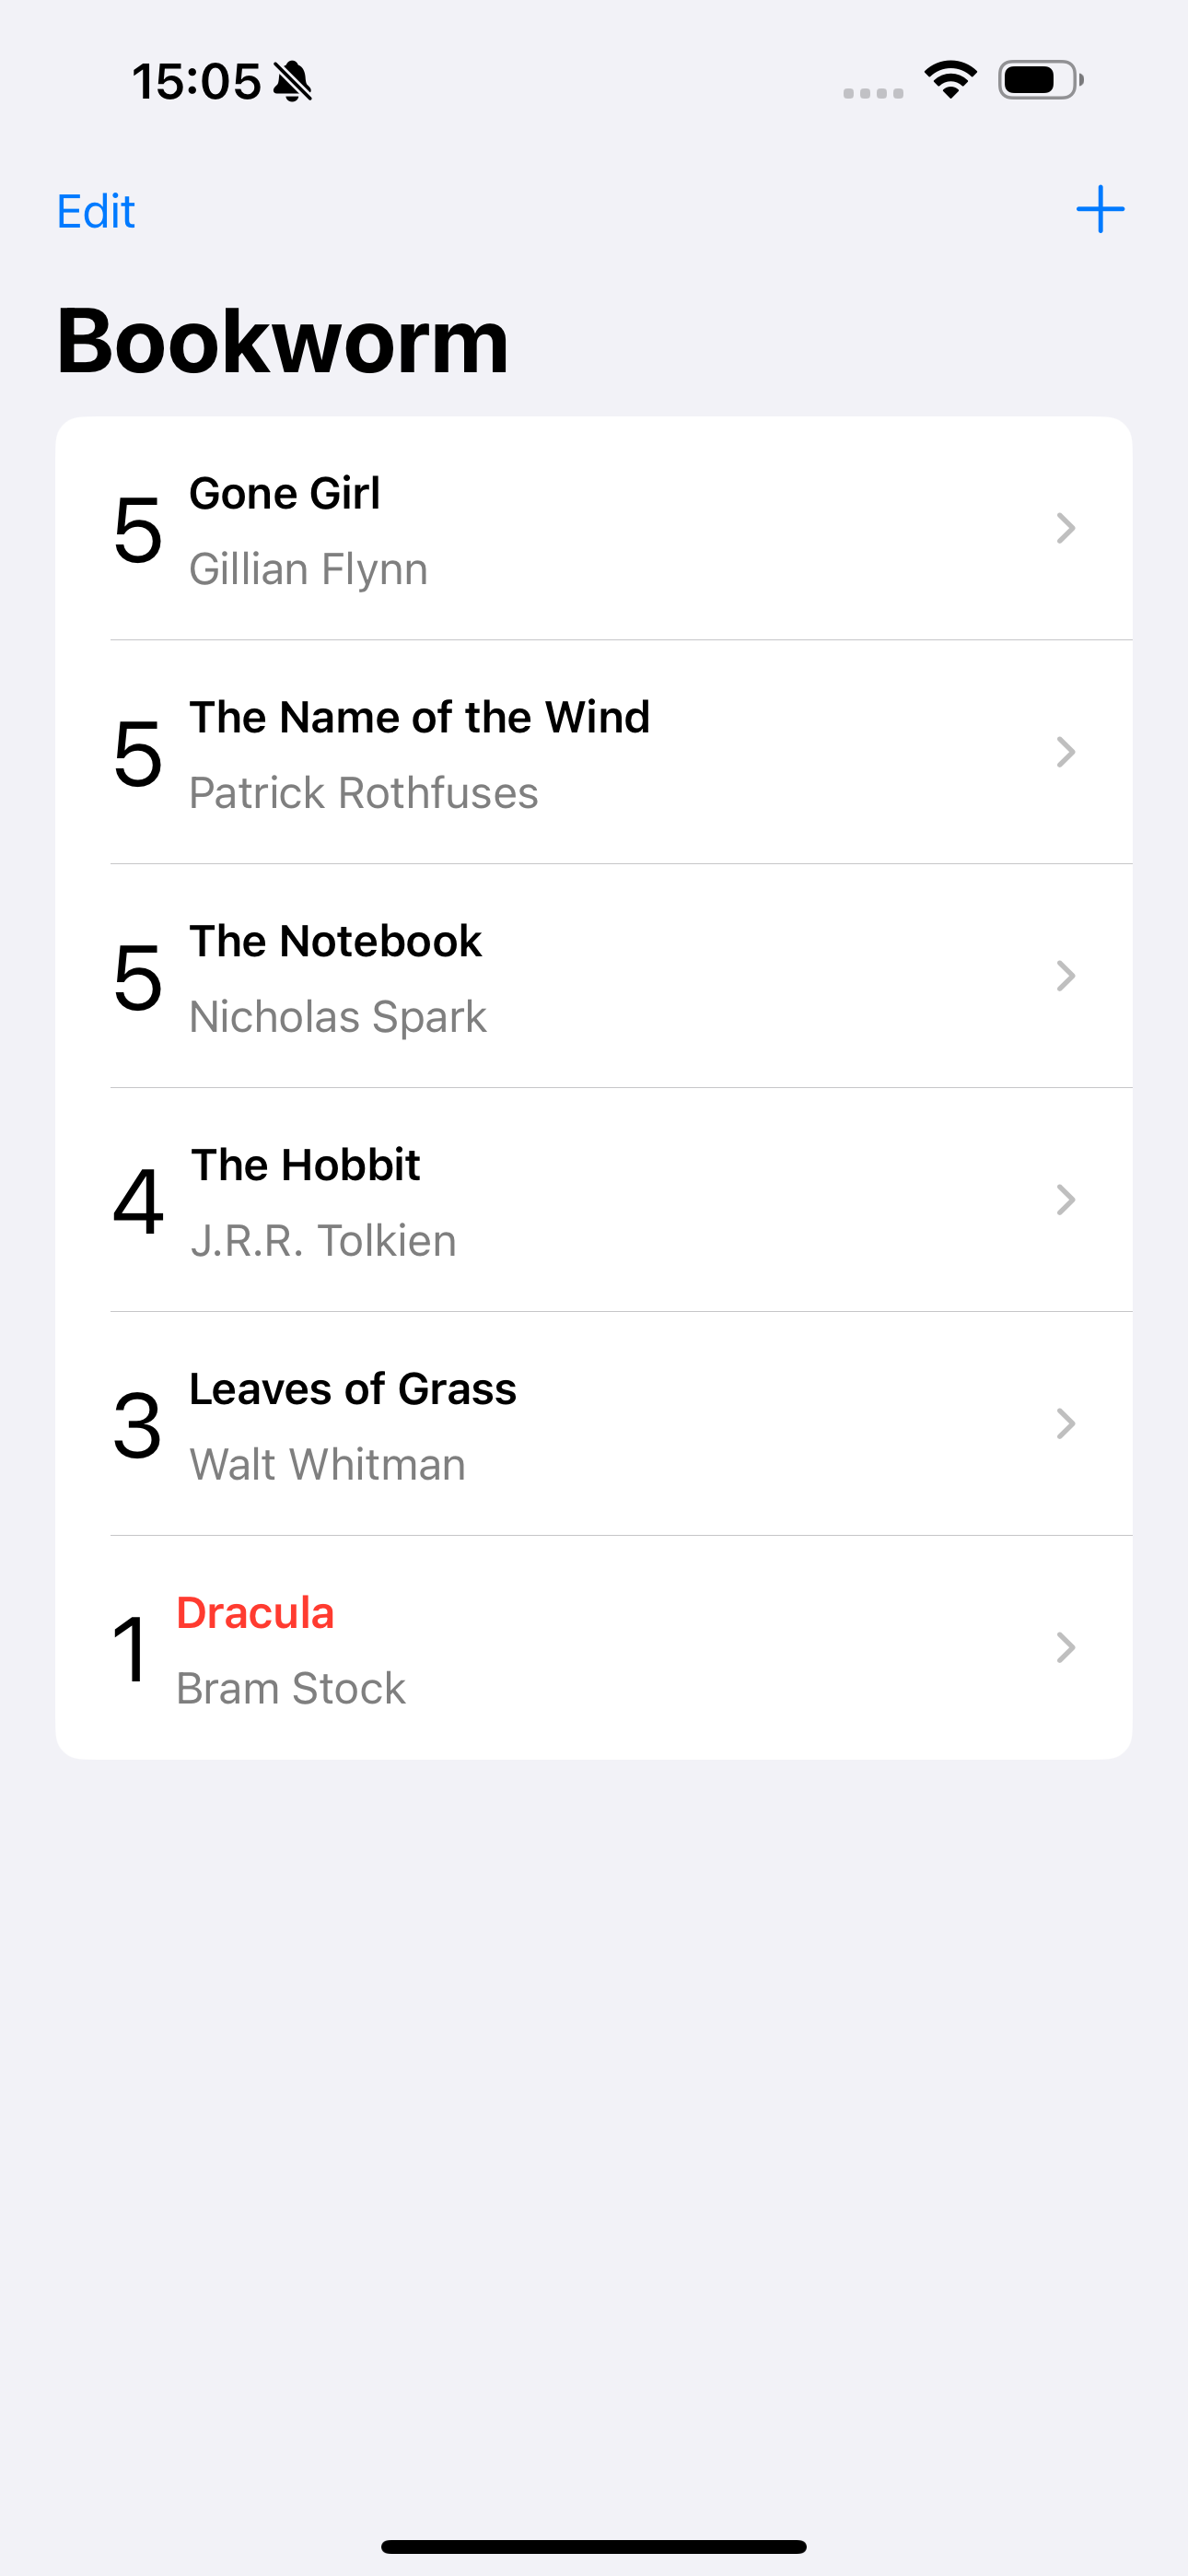 15:05
Edit
Bookworm
5
Gone Girl
Gillian Flynn
5
The Name of the Wind
Patrick Rothfuses
5
The Notebook
Nicholas Spark
4
The Hobbit
J.R.R. Tolkien
3
Leaves of Grass
Walt Whitman
1
Dracula
Bram Stock